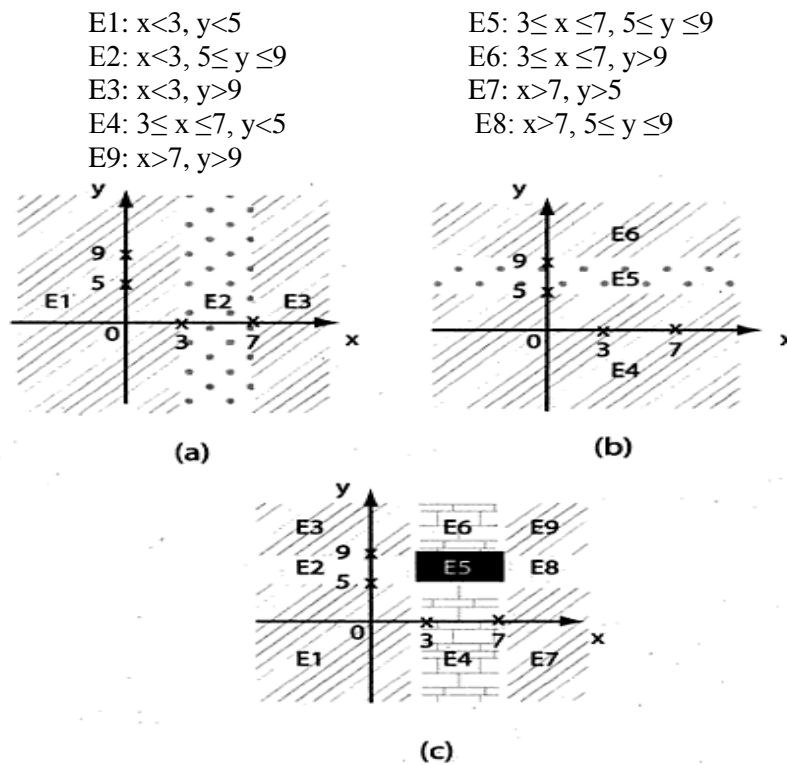 E1: x<3, y<5
E2: x<3, 5≤ y ≤9
E3: x<3, y>9
E4: 3≤ x ≤7, y<5
E9: x>7, y>9
E5: 3≤ x ≤7, 5≤ y ≤9
E6: 3≤ x ≤7, y>9
E7: x>7, y>5
E8: x>7, 5≤ y ≤9
y
9
5
E1 E2 E3
0 3 7 x
(a)
y
E6
9
E5
5
0 3 7 x
E4
(b)
y
E3 E6 E9
9
E2 E5 E8
5
0 3 7 x
E1 E4 E7
(c)